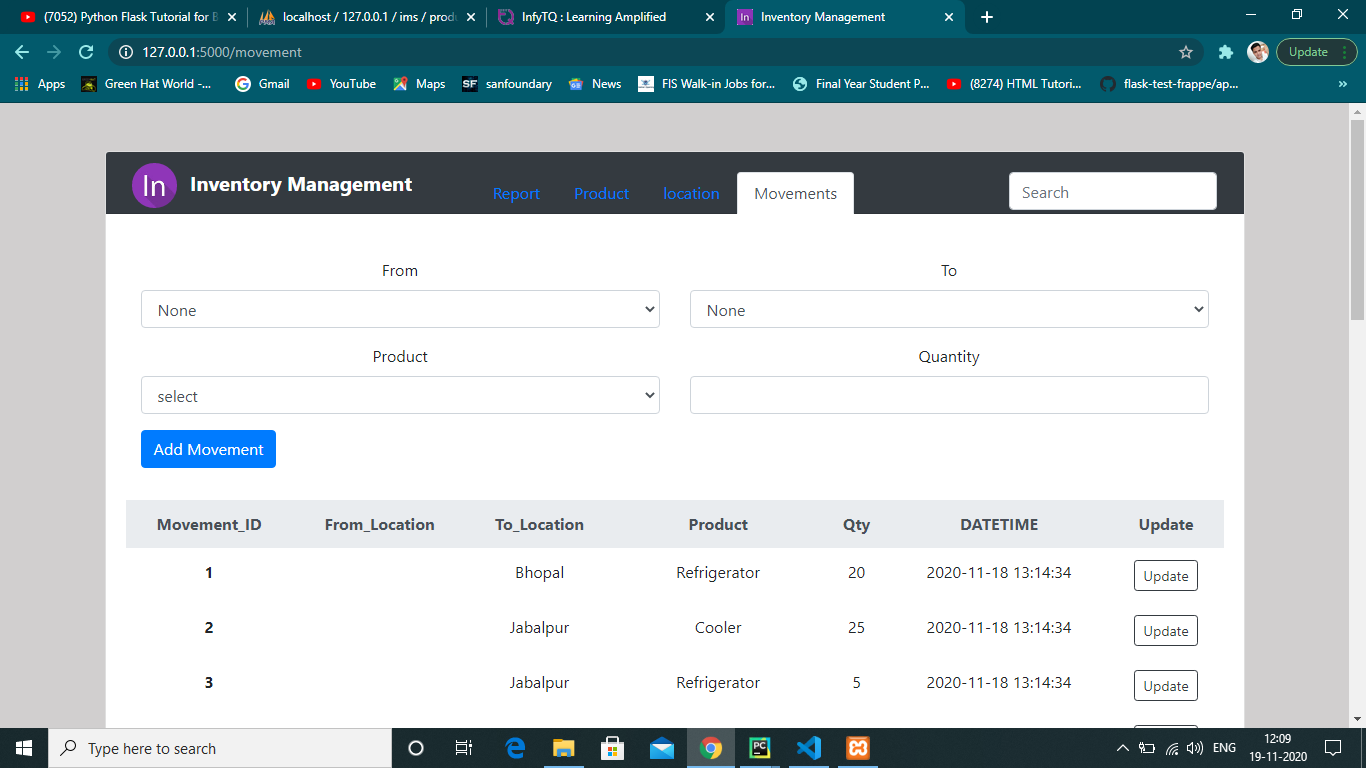 (7052) Python Flask Tutorial for B
localhost / 127.0.0.1 / ims / produ
InfyTQ : Learning Amplified
In Inventory Management
127.0.0.1:5000/movement
Update
Apps
Green Hat World -...
Gmail
YouTube
Maps
SF sanfoundary
News
FIS Walk-in Jobs for...
Final Year Student P...
(8274) HTML Tutori...
flask-test-frappe/ap...
»
In Inventory Management
Report
Product
location
Movements
Search
From
To
None
None
Product
Quantity
select
Add Movement
Movement_ID From_Location To_Location Product Qty DATETIME Update
1 Bhopal Refrigerator 20 2020-11-18 13:14:34 Update
2 Jabalpur Cooler 25 2020-11-18 13:14:34 Update
3 Jabalpur Refrigerator 5 2020-11-18 13:14:34 Update
Type here to search
PC
ENG
12:09
19-11-2020